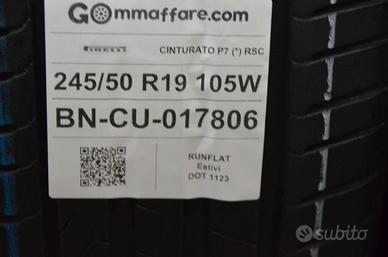 GOmmaffare.com
PIRELLI CINTURATO P7 (*) RSC
245/50 R19 105W
BN-CU-017806
RUNFLAT
Estivi
DOT 1123
subito